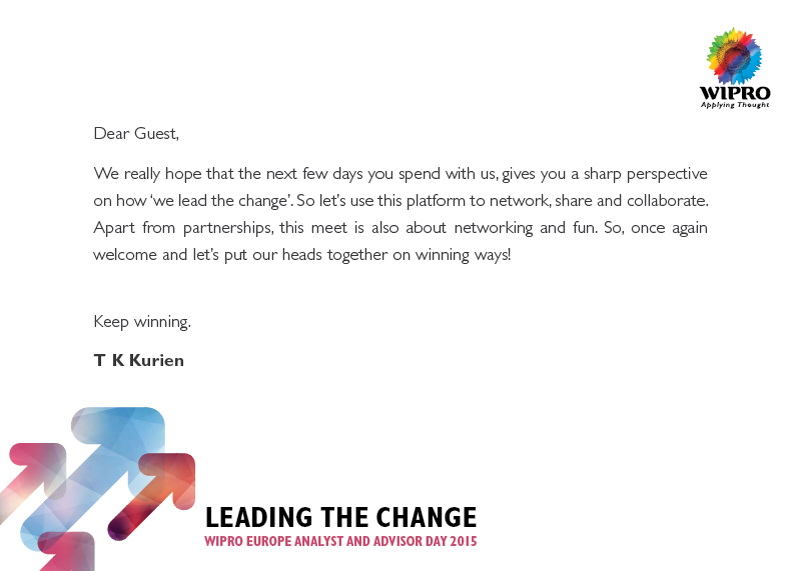 WIPRO
Applying Thought
Dear Guest,
We really hope that the next few days you spend with us, gives you a sharp perspective
on how ‘we lead the change’. So let’s use this platform to network, share and collaborate.
Apart from partnerships, this meet is also about networking and fun. So, once again
welcome and let’s put our heads together on winning ways!
Keep winning.
T K Kurien
LEADING THE CHANGE
WIPRO EUROPE ANALYST AND ADVISOR DAY 2015